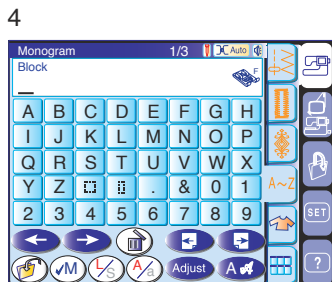 4
Monogram 1/3 Auto
Block F
A B C D E F G H
I J K L M N O P
Q R S T U V W X
Y Z . & 0 1
2 3 4 5 6 7 8 9
A~Z
SET
M L/s A/a Adjust A
?